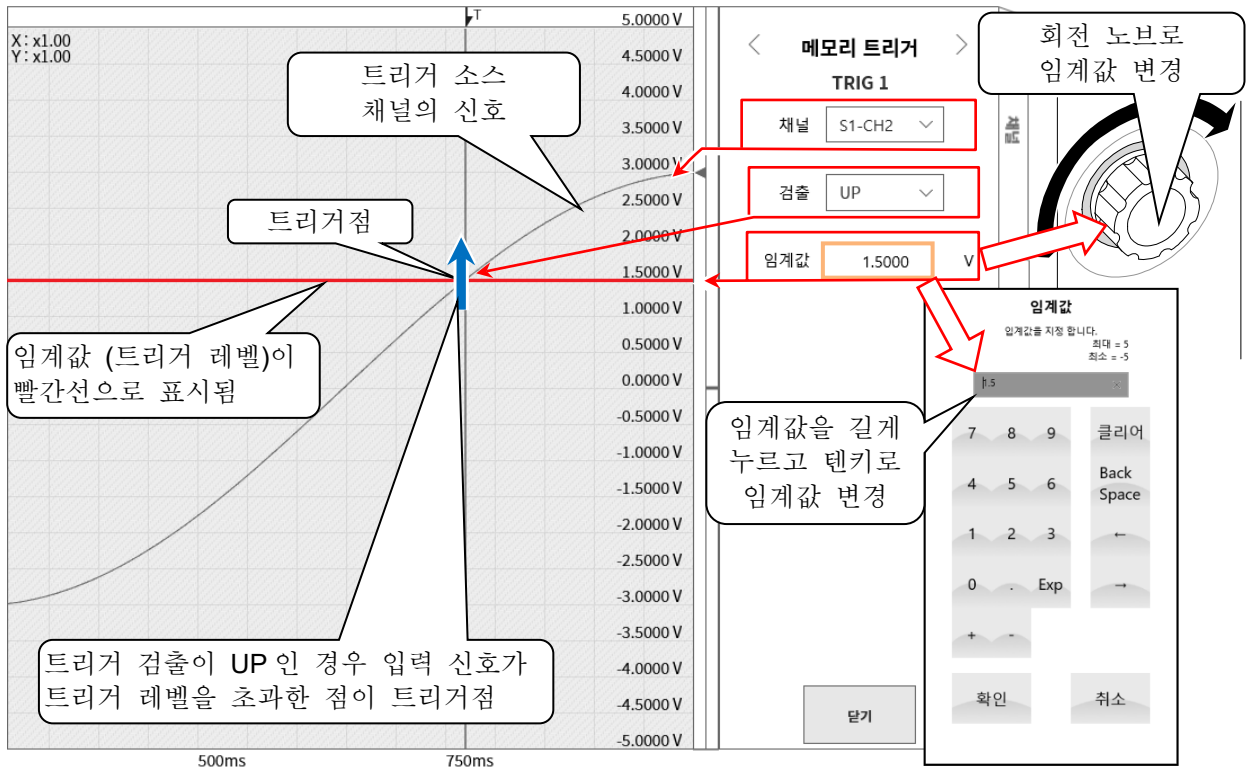 T
X : x1.00
Y : x1.00
5.0000 V
4.5000 V
4.0000 V
3.5000 V
3.0000 V
2.5000 V
2.0000 V
1.5000 V
1.0000 V
0.5000 V
0.0000 V
-0.5000 V
-1.0000 V
-1.5000 V
-2.0000 V
-2.5000 V
-3.0000 V
-3.5000 V
-4.0000 V
-4.5000 V
-5.0000 V
500ms
750ms
트리거 소스
채널의 신호
트리거점
임계값 (트리거 레벨)이
빨간선으로 표시됨
트리거 검출이 UP 인 경우 입력 신호가
트리거 레벨을 초과한 점이 트리거점
메모리 트리거
TRIG 1
채널 S1-CH2
검출 UP
임계값 1.5000 V
닫기
채널
회전 노브로
임계값 변경
임계값을 길게
누르고 텐키로
임계값 변경
임계값
임계값을 지정 합니다.
최대 = 5
최소 = -5
1.5
7 8 9 클리어
4 5 6 Back
Space
1 2 3 ←
0 . Exp →
+ -
확인 취소